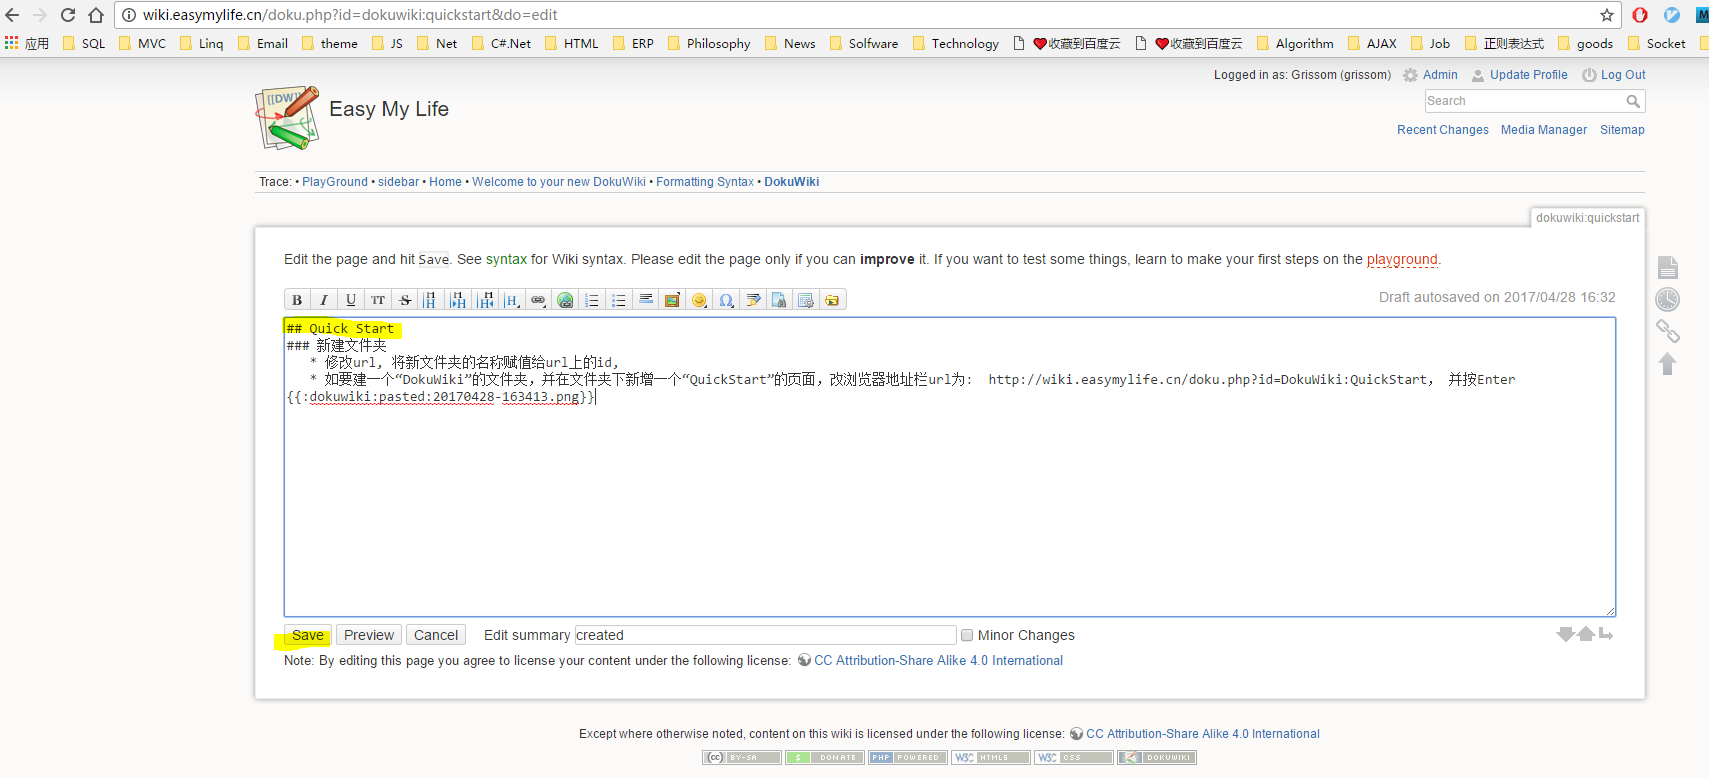 wiki.easymylife.cn/doku.php?id=dokuwiki:quickstart&do=edit
应用 SQL MVC Linq Email theme JS Net C#.Net HTML ERP Philosophy News Solfware Technology 收藏到百度云 收藏到百度云 Algorithm AJAX Job 正则表达式 goods Socket
Logged in as: Grissom (grissom) Admin Update Profile Log Out
[[DW]]
Easy My Life
Search
Recent Changes Media Manager Sitemap
Trace: • PlayGround • sidebar • Home • Welcome to your new DokuWiki • Formatting Syntax • DokuWiki
dokuwiki:quickstart
Edit the page and hit Save. See syntax for Wiki syntax. Please edit the page only if you can improve it. If you want to test some things, learn to make your first steps on the playground.
B I U TT S H H H H H H H Ω
Draft autosaved on 2017/04/28 16:32
## Quick Start
### 新建文件夹
* 修改url, 将新文件夹的名称赋值给url上的id,
* 如要建一个“DokuWiki”的文件夹，并在文件夹下新增一个“QuickStart”的页面，改浏览器地址栏url为: http://wiki.easymylife.cn/doku.php?id=DokuWiki:QuickStart， 并按Enter
{{:dokuwiki:pasted:20170428-163413.png}}
Save Preview Cancel Edit summary created Minor Changes
Note: By editing this page you agree to license your content under the following license: CC Attribution-Share Alike 4.0 International
Except where otherwise noted, content on this wiki is licensed under the following license: CC Attribution-Share Alike 4.0 International
(cc) BY-SA $ DONATE PHP POWERED W3C HTML5 W3C CSS DOKUWIKI